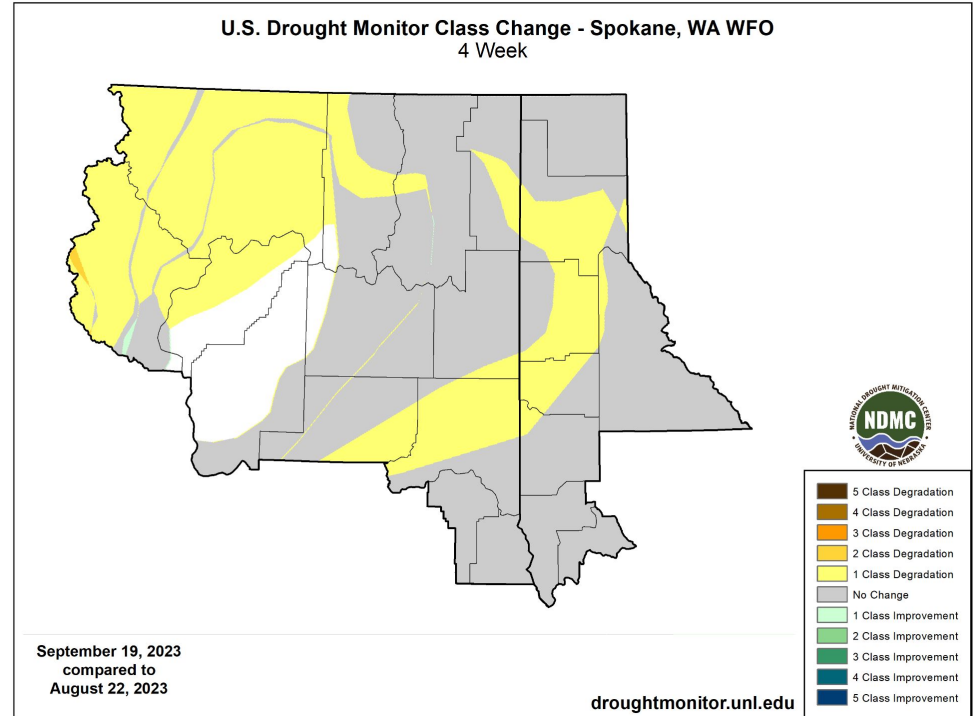 U.S. Drought Monitor Class Change - Spokane, WA WFO
4 Week
NATIONAL DROUGHT MITIGATION CENTER
NDMC
UNIVERSITY OF NEBRASKA
5 Class Degradation
4 Class Degradation
3 Class Degradation
2 Class Degradation
1 Class Degradation
No Change
1 Class Improvement
2 Class Improvement
3 Class Improvement
4 Class Improvement
5 Class Improvement
September 19, 2023
compared to
August 22, 2023
droughtmonitor.unl.edu